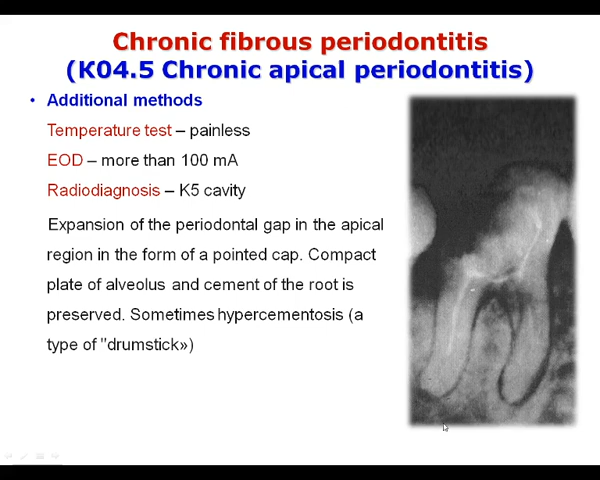 Chronic fibrous periodontitis
(K04.5 Chronic apical periodontitis)
• Additional methods
Temperature test – painless
EOD – more than 100 mA
Radiodiagnosis – K5 cavity
Expansion of the periodontal gap in the apical
region in the form of a pointed cap. Compact
plate of alveolus and cement of the root is
preserved. Sometimes hypercementosis (a
type of "drumstick»)